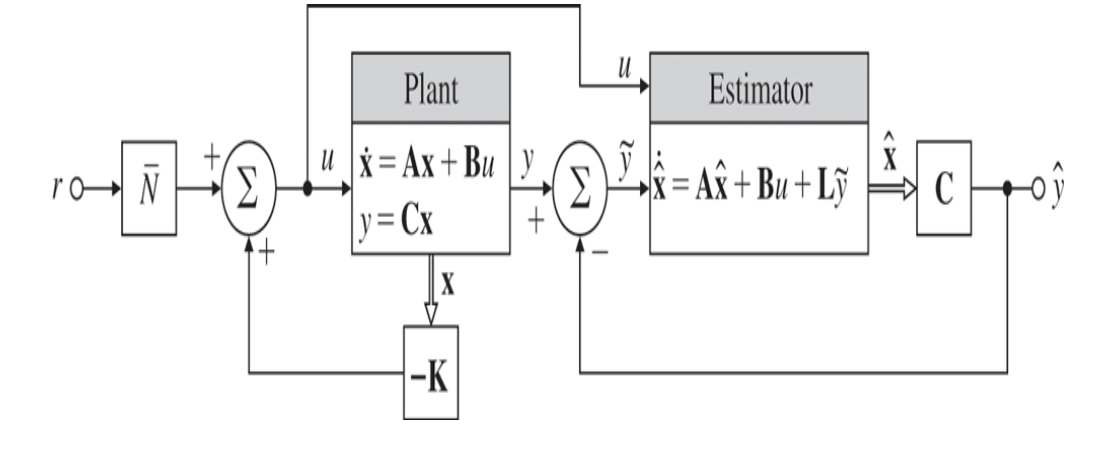 u
Plant
Estimator
r
N̄
+
Σ
u
ẋ = Ax + Bu
y = Cx
y
+
Σ
ỹ
x̂̇ = Ax̂ + Bu + Lỹ
x̂
C
ŷ
+
−
x
−K